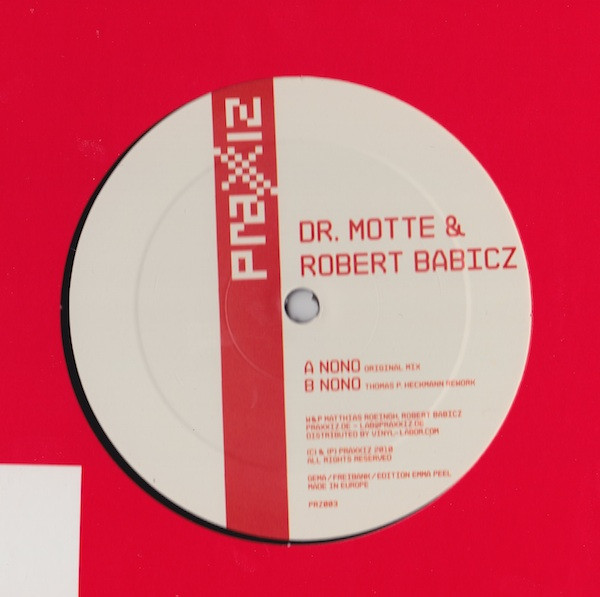 praxxiz
DR. MOTTE &
ROBERT BABICZ
A NONO ORIGINAL MIX
B NONO THOMAS P. HECKMANN REWORK
W & P MATTHIAS ROEINGH, ROBERT BABICZ
PRAXXIZ.DE - LAB@PRAXXIZ.DE
DISTRIBUTED BY VINYL-LABOR.COM
(C) & (P) PRAXXIZ 2010
ALL RIGHTS RESERVED
GEMA / FREIBANK / EDITION EMMA PEEL
MADE IN EUROPE
PRZ003